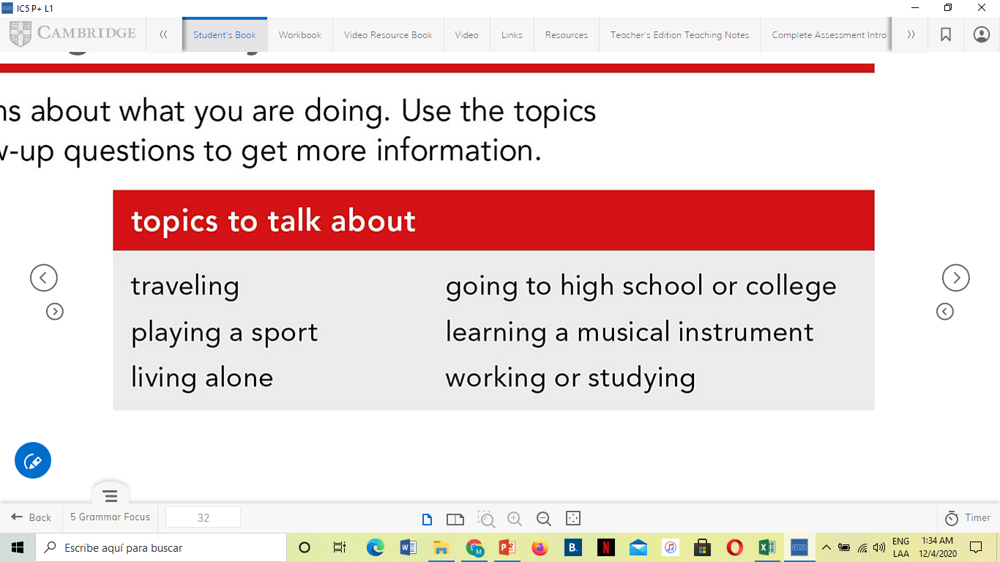 IC5 P+ L1
CAMBRIDGE
Student's Book
Workbook
Video Resource Book
Video
Links
Resources
Teacher's Edition Teaching Notes
Complete Assessment Intro
about what you are doing. Use the topics
-up questions to get more information.
topics to talk about
traveling
going to high school or college
playing a sport
learning a musical instrument
living alone
working or studying
Back
5 Grammar Focus
32
Timer
Escribe aquí para buscar
B.
N
PLUS
ENG
LAA
1:34 AM
12/4/2020